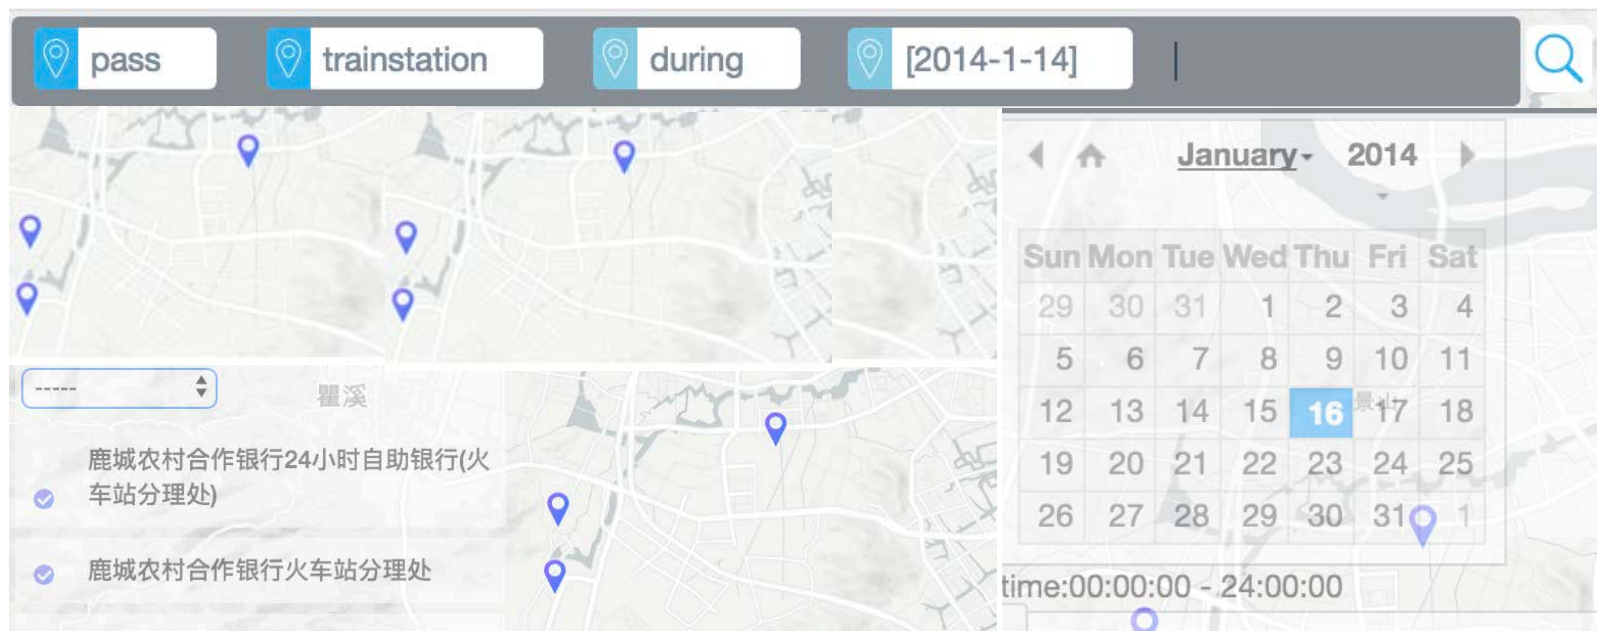 pass trainstation during [2014-1-14]
January 2014
Sun Mon Tue Wed Thu Fri Sat
29 30 31 1 2 3 4
5 6 7 8 9 10 11
12 13 14 15 16 17 18
19 20 21 22 23 24 25
26 27 28 29 30 31 1
景山
time:00:00:00 - 24:00:00
-----
瞿溪
鹿城农村合作银行24小时自助银行(火
车站分理处)
鹿城农村合作银行火车站分理处